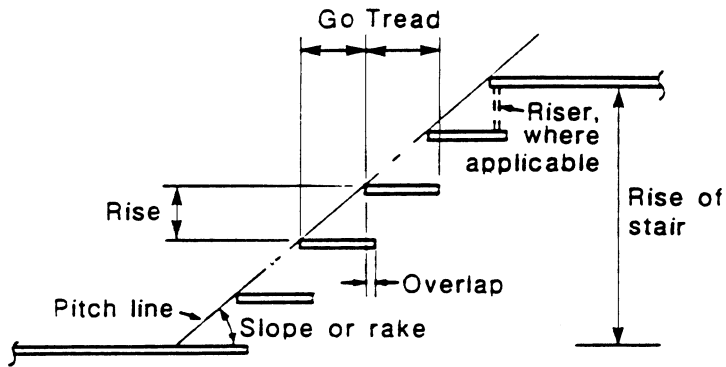 Go Tread
Riser,
where
applicable
Rise
Rise of
stair
Overlap
Pitch line
Slope or rake